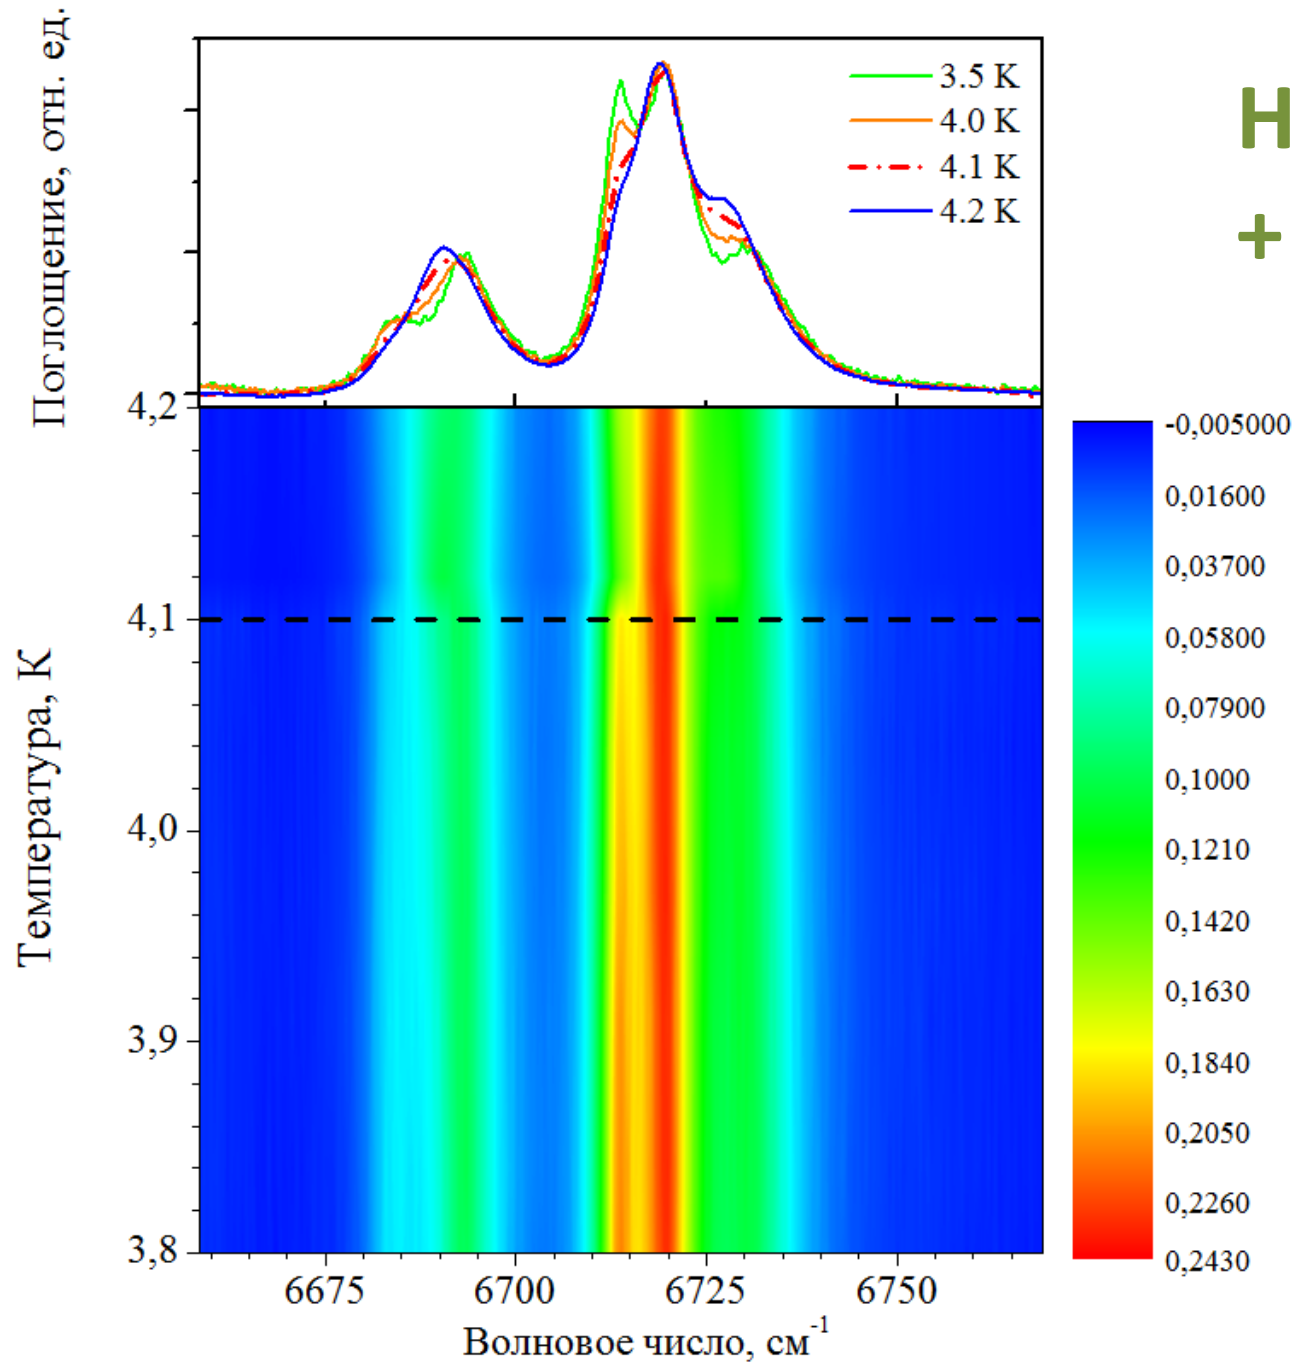 Поглощение, отн. ед.
3.5 K
4.0 K
4.1 K
4.2 K
H
+
4,2
4,1
4,0
3,9
3,8
Температура, К
6675
6700
6725
6750
Волновое число, см⁻¹
-0,005000
0,01600
0,03700
0,05800
0,07900
0,1000
0,1210
0,1420
0,1630
0,1840
0,2050
0,2260
0,2430